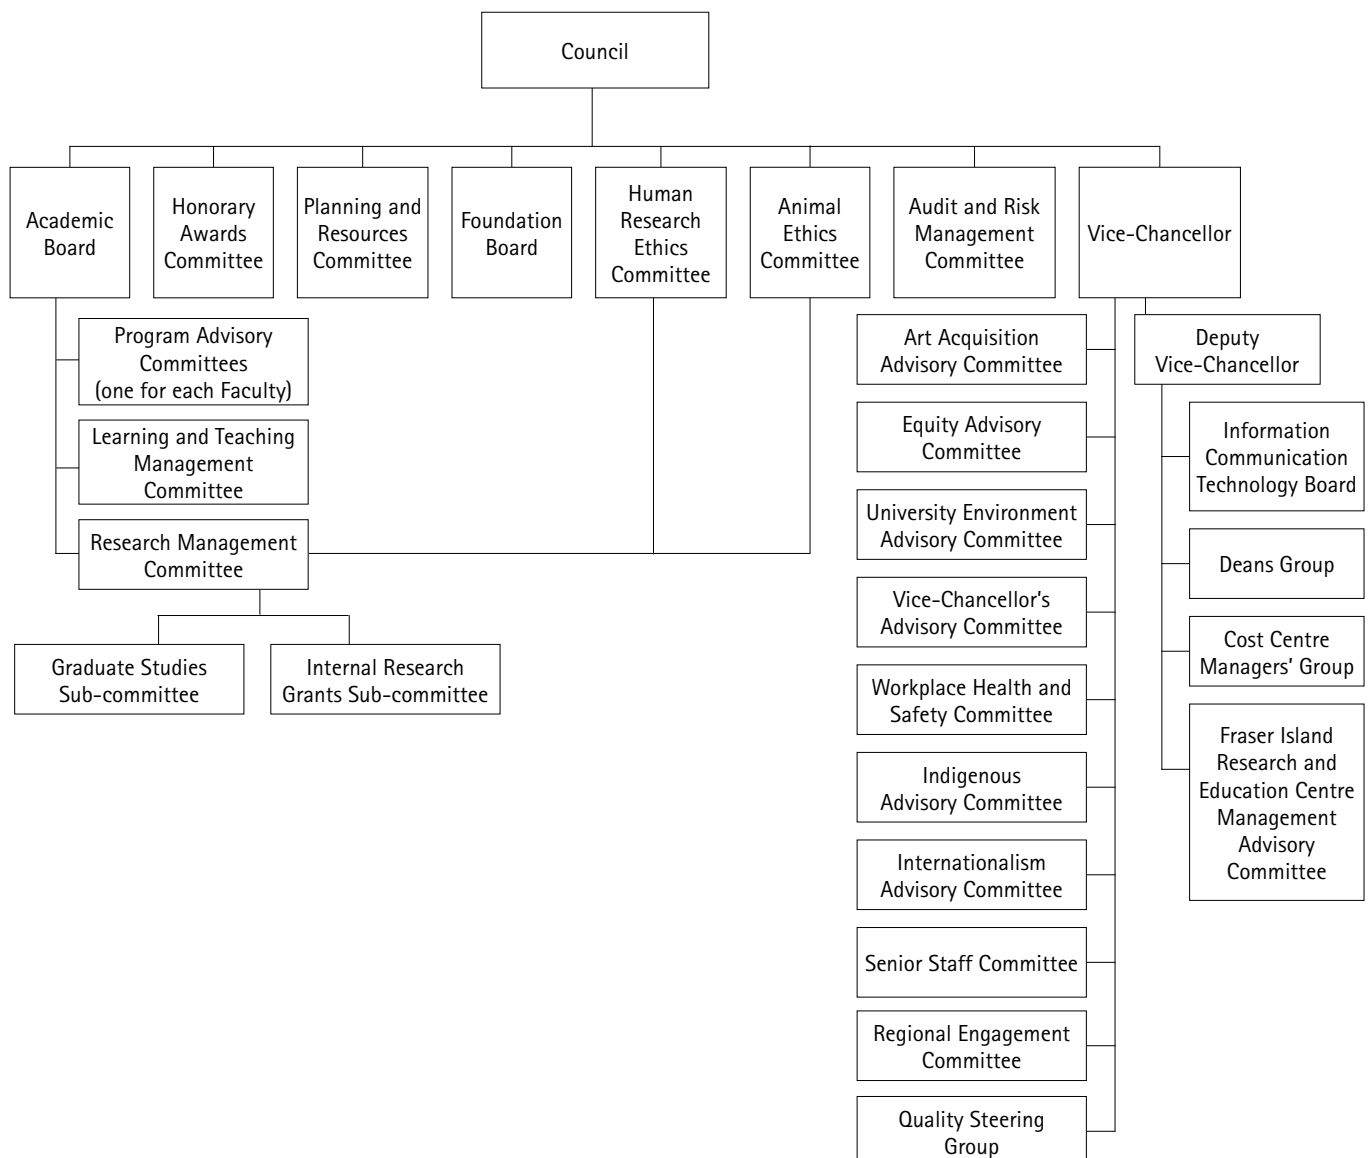 Council
Academic
Board
Honorary
Awards
Committee
Planning and
Resources
Committee
Foundation
Board
Human
Research
Ethics
Committee
Animal
Ethics
Committee
Audit and Risk
Management
Committee
Vice-Chancellor
Program Advisory
Committees
(one for each Faculty)
Learning and Teaching
Management
Committee
Research Management
Committee
Graduate Studies
Sub-committee
Internal Research
Grants Sub-committee
Art Acquisition
Advisory Committee
Equity Advisory
Committee
University Environment
Advisory Committee
Vice-Chancellor's
Advisory Committee
Workplace Health and
Safety Committee
Indigenous
Advisory Committee
Internationalism
Advisory Committee
Senior Staff Committee
Regional Engagement
Committee
Quality Steering
Group
Deputy
Vice-Chancellor
Information
Communication
Technology Board
Deans Group
Cost Centre
Managers' Group
Fraser Island
Research and
Education Centre
Management
Advisory
Committee